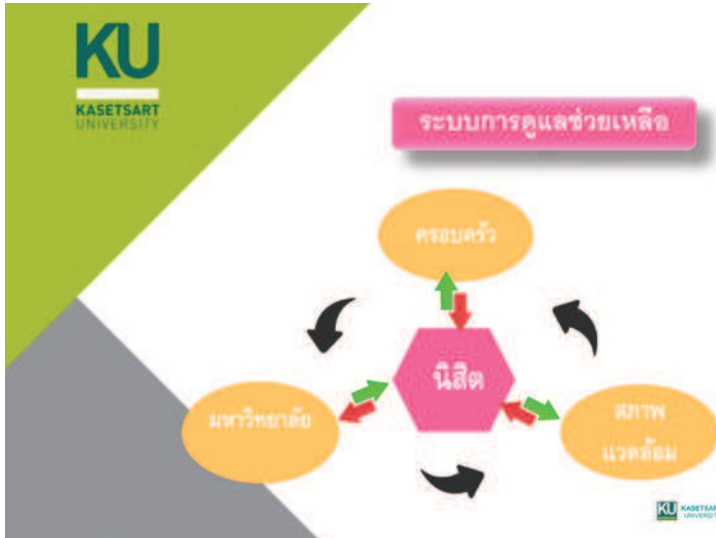 KU
KASETSART
UNIVERSITY
ระบบการดูแลช่วยเหลือ
ครอบครัว
นิสิต
มหาวิทยาลัย
สภาพ
แวดล้อม
KU KASETSART
UNIVERSIT